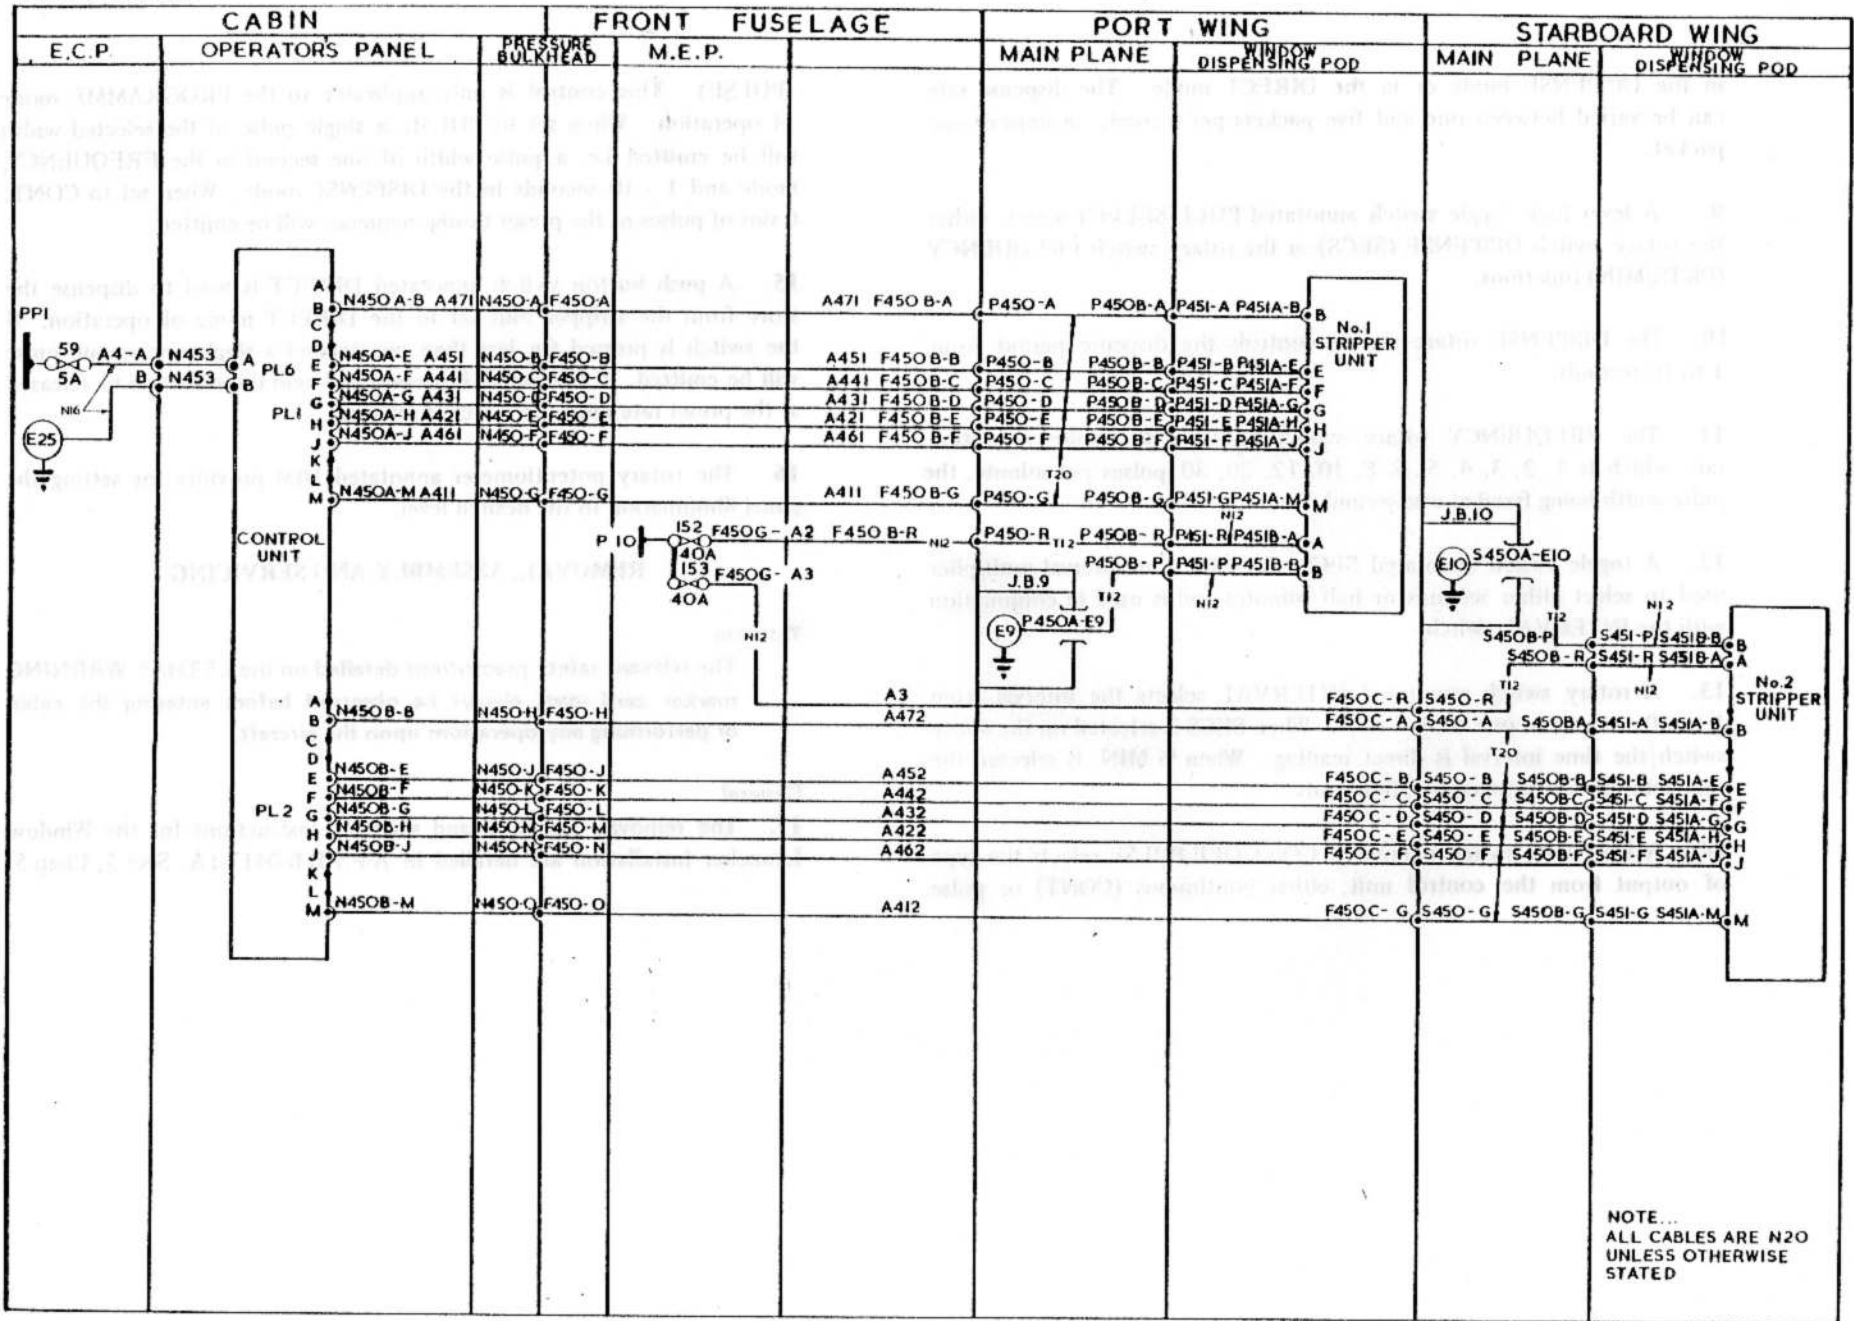 CABIN
FRONT FUSELAGE
PORT WING
STARBOARD WING
E.C.P.
OPERATORS PANEL
PRESSURE BULKHEAD
M.E.P.
MAIN PLANE
WINDOW DISPENSING POD
MAIN PLANE
WINDOW DISPENSING POD
PP1
59
5A
A4-A
N453
A
B
N453
B
N16
E25
PL6
PL1
CONTROL UNIT
PL2
A
B N450A-B A471 N450-A F450-A A471 F450B-A P450-A P450B-A P451-A P451A-B B
C
D
E N450A-E A451 N450-B F450-B A451 F450B-B P450-B P450B-B P451-B P451A-E E
F N450A-F A441 N450-C F450-C A441 F450B-C P450-C P450B-C P451-C P451A-F F
G N450A-G A431 N450-D F450-D A431 F450B-D P450-D P450B-D P451-D P451A-G G
H N450A-H A421 N450-E F450-E A421 F450B-E P450-E P450B-E P451-E P451A-H H
J N450A-J A461 N450-F F450-F A461 F450B-F P450-F P450B-F P451-F P451A-J J
K
L
M N450A-M A411 N450-G F450-G A411 F450B-G P450-G P450B-G P451-G P451A-M M
T20
No.1 STRIPPER UNIT
P10 152 40A F450G-A2 F450B-R N12 P450-R T12 P450B-R P451-R P451B-A A
N12
153 40A F450G-A3 P450B-P P451-P P451B-B B
N12
T12
N12
J.B.9
E9 P450A-E9
J.B.10
E10 S450A-E10
T12
N12
S450B-P S451-P S451B-B B
S450B-R S451-R S451B-A A
T12
N12
A3 F450C-R S450-R
No.2 STRIPPER UNIT
A
B N450B-B N450-H F450-H A472 F450C-A S450-A S450BA S451-A S451A-B B
C
D
T20
E N450B-E N450-J F450-J A452 F450C-B S450-B S450B-B S451-B S451A-E E
F N450B-F N450-K F450-K A442 F450C-C S450-C S450B-C S451-C S451A-F F
G N450B-G N450-L F450-L A432 F450C-D S450-D S450B-D S451-D S451A-G G
H N450B-H N450-M F450-M A422 F450C-E S450-E S450B-E S451-E S451A-H H
J N450B-J N450-N F450-N A462 F450C-F S450-F S450B-F S451-F S451A-J J
K
L
M N450B-M N450-O F450-O A412 F450C-G S450-G S450B-G S451-G S451A-M M
NOTE...
ALL CABLES ARE N20
UNLESS OTHERWISE
STATED